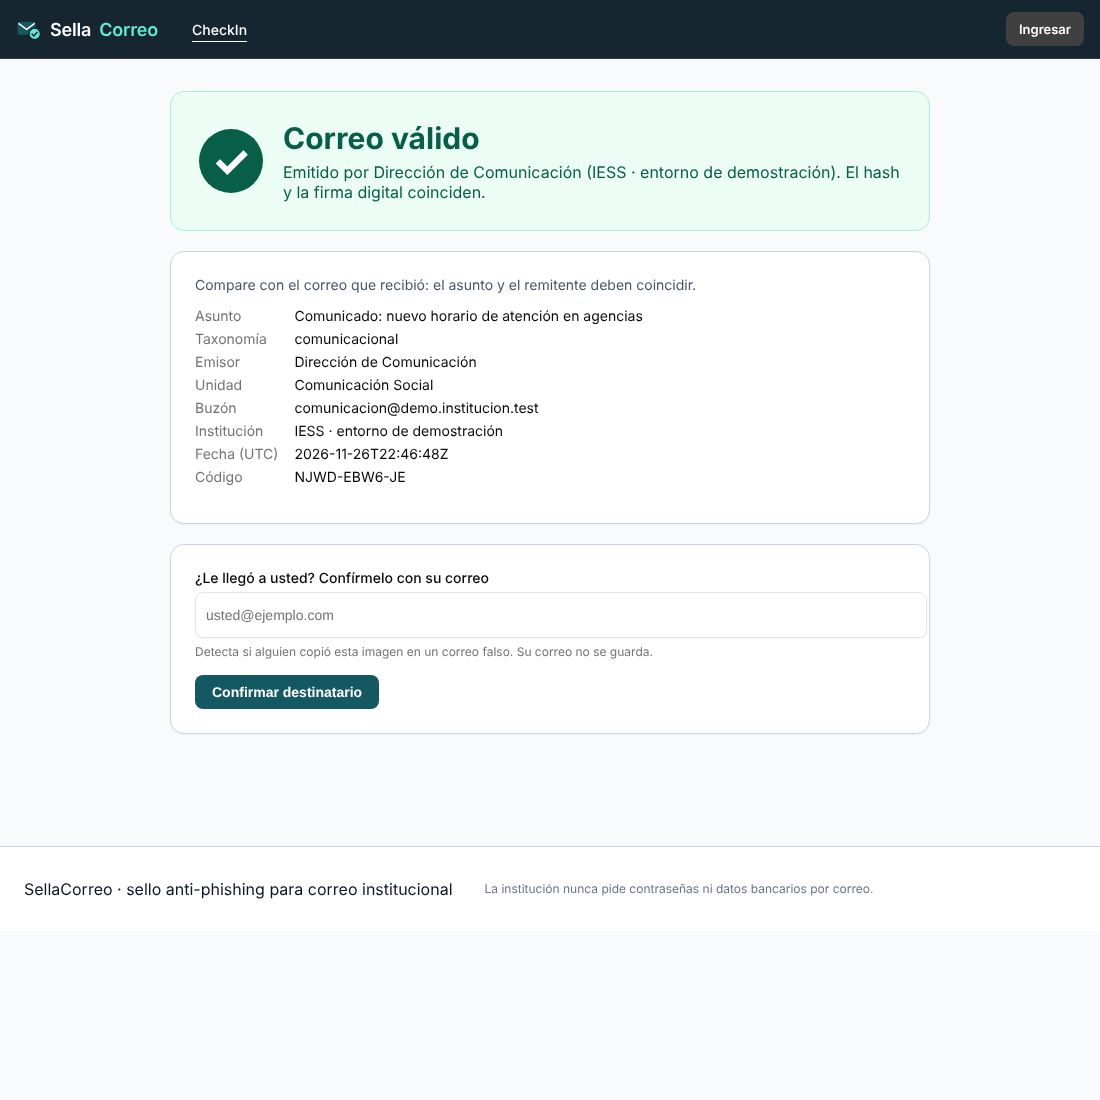 Sella Correo CheckIn Ingresar
Correo válido
Emitido por Dirección de Comunicación (IESS · entorno de demostración). El hash
y la firma digital coinciden.
Compare con el correo que recibió: el asunto y el remitente deben coincidir.
Asunto Comunicado: nuevo horario de atención en agencias
Taxonomía comunicacional
Emisor Dirección de Comunicación
Unidad Comunicación Social
Buzón comunicacion@demo.institucion.test
Institución IESS · entorno de demostración
Fecha (UTC) 2026-11-26T22:46:48Z
Código NJWD-EBW6-JE
¿Le llegó a usted? Confírmelo con su correo
usted@ejemplo.com
Detecta si alguien copió esta imagen en un correo falso. Su correo no se guarda.
Confirmar destinatario
SellaCorreo · sello anti-phishing para correo institucional La institución nunca pide contraseñas ni datos bancarios por correo.